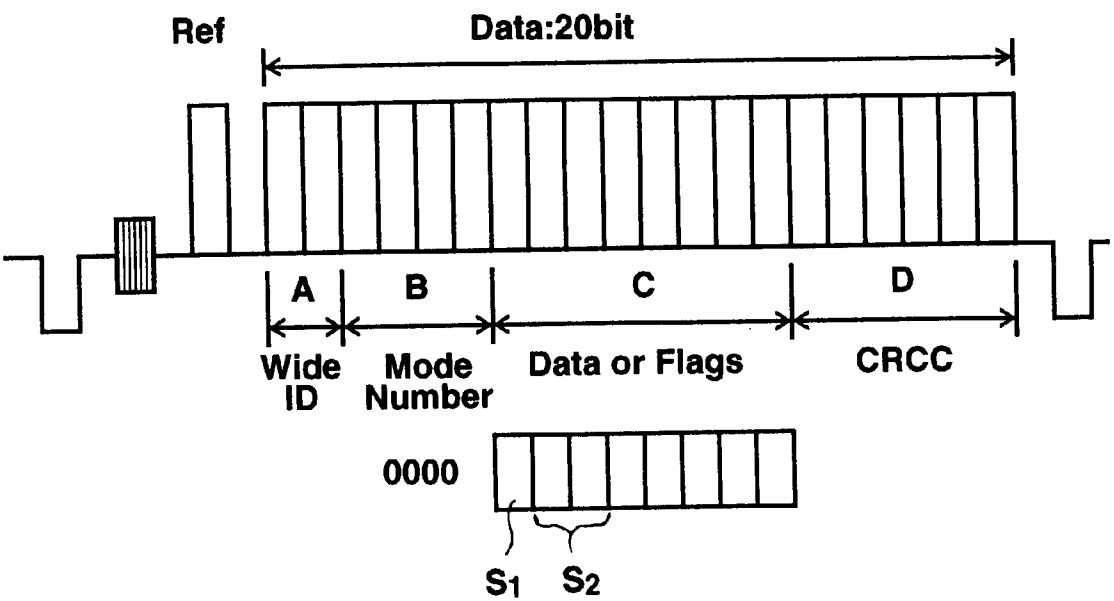 Ref
Data:20bit
A
B
C
D
Wide ID
Mode Number
Data or Flags
CRCC
0000
S1
S2